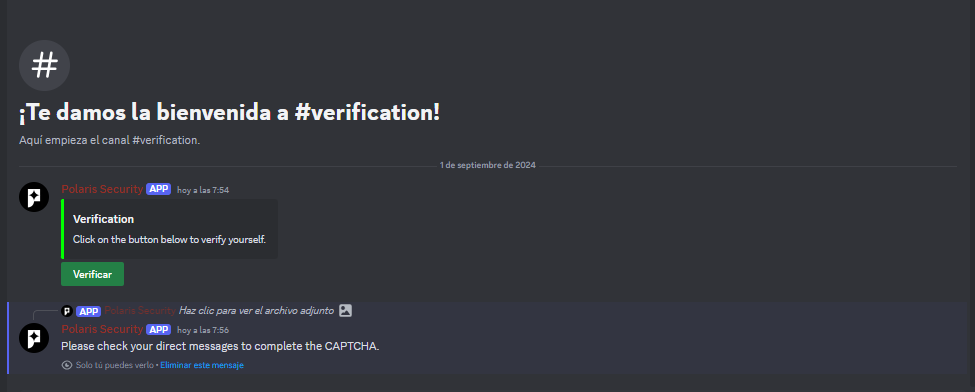 ¡Te damos la bienvenida a #verification!
Aquí empieza el canal #verification.
1 de septiembre de 2024
Polaris Security APP hoy a las 7:54
Verification
Click on the button below to verify yourself.
Verificar
APP Polaris Security Haz clic para ver el archivo adjunto
Polaris Security APP hoy a las 7:56
Please check your direct messages to complete the CAPTCHA.
Solo tú puedes verlo • Eliminar este mensaje